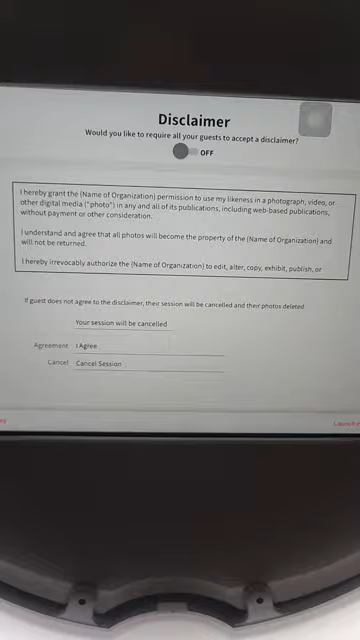 Disclaimer
Would you like to require all your guests to accept a disclaimer?
OFF
I hereby grant the (Name of Organization) permission to use my likeness in a photograph, video, or
other digital media ("photo") in any and all of its publications, including web-based publications,
without payment or other consideration.
I understand and agree that all photos will become the property of the (Name of Organization) and
will not be returned.
I hereby irrevocably authorize the (Name of Organization) to edit, alter, copy, exhibit, publish, or
If guest does not agree to the disclaimer, their session will be cancelled and their photos deleted
Your session will be cancelled
Agreement I Agree
Cancel Cancel Session